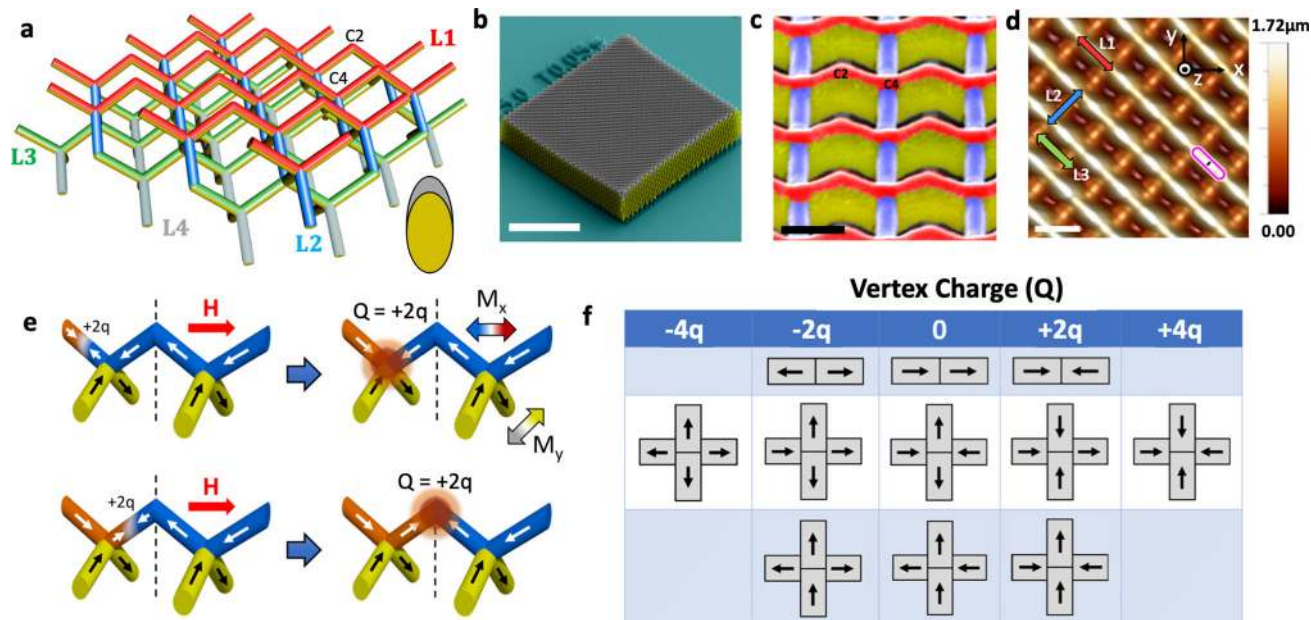 a
C2
L1
C4
L3
L4
L2
b
c
C2
C4
d
1.72µm
L1
y
x
z
L2
L3
0.00
e
+2q
H
Q = +2q
Mx
My
+2q
H
Q = +2q
f
Vertex Charge (Q)
-4q
-2q
0
+2q
+4q